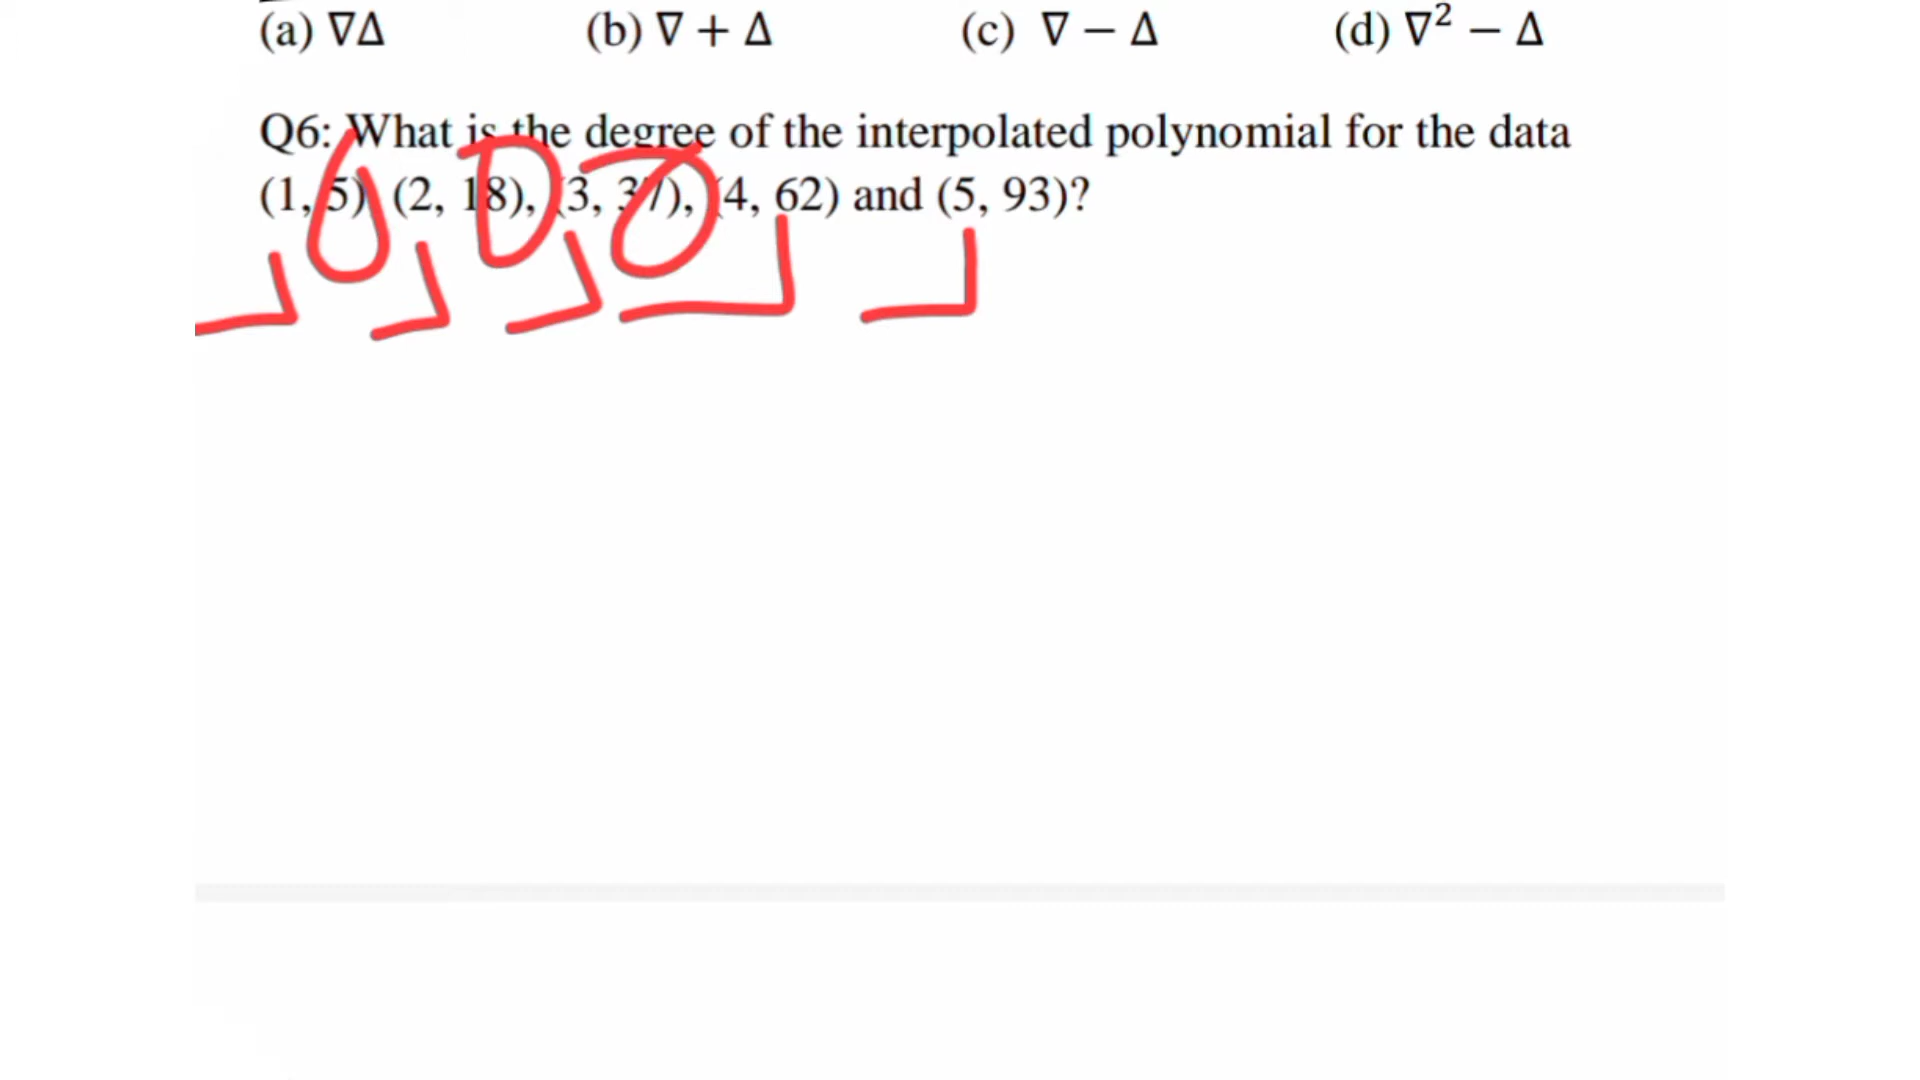 (a) ∇Δ (b) ∇ + Δ (c) ∇ − Δ (d) ∇² − Δ
Q6: What is the degree of the interpolated polynomial for the data
(1, 5), (2, 18), (3, 37), (4, 62) and (5, 93)?